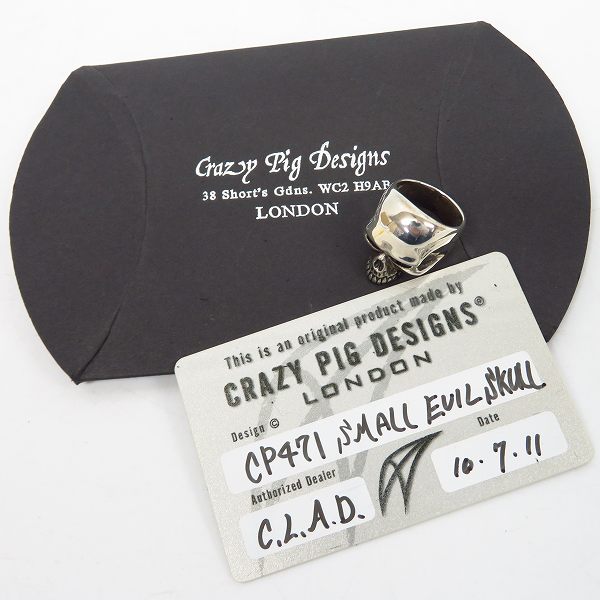 Crazy Pig Designs
38 Short's Gdns. WC2 H9AB
LONDON
This is an original product made by
CRAZY PIG DESIGNS®
LONDON
Design ©
CP471 SMALL EVIL SKULL
Authorized Dealer
Date
C.L.A.D.
10.7.11